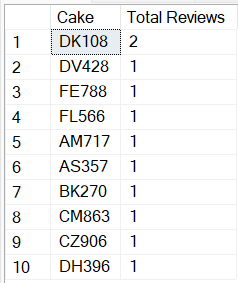 Cake Total Reviews
1 DK108 2
2 DV428 1
3 FE788 1
4 FL566 1
5 AM717 1
6 AS357 1
7 BK270 1
8 CM863 1
9 CZ906 1
10 DH396 1